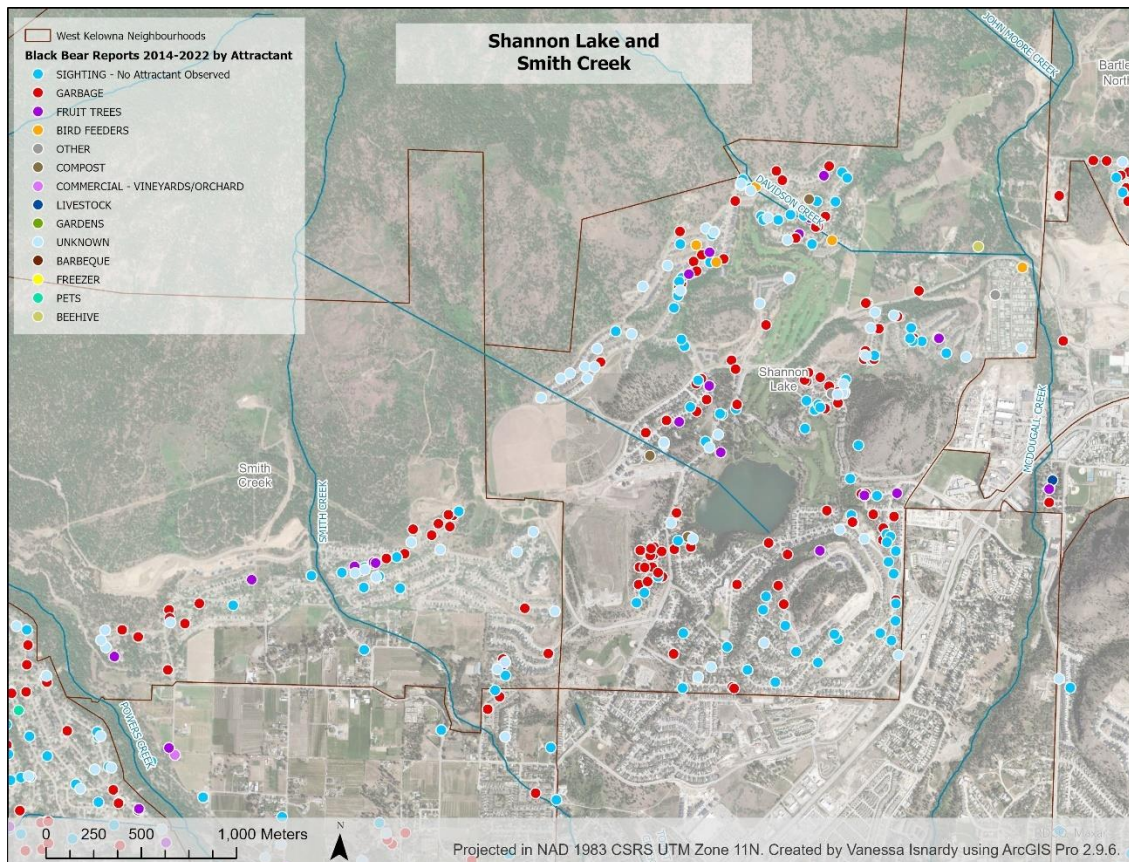 West Kelowna Neighbourhoods
Black Bear Reports 2014-2022 by Attractant
SIGHTING - No Attractant Observed
GARBAGE
FRUIT TREES
BIRD FEEDERS
OTHER
COMPOST
COMMERCIAL - VINEYARDS/ORCHARD
LIVESTOCK
GARDENS
UNKNOWN
BARBEQUE
FREEZER
PETS
BEEHIVE
Shannon Lake and
Smith Creek
JOHN MOORE CREEK
North
DAVIDSON CREEK
Shannon
Lake
MCDOUGALL CREEK
Smith
Creek
SMITH CREEK
POWERS CREEK
0 250 500 1,000 Meters
N
Projected in NAD 1983 CSRS UTM Zone 11N. Created by Vanessa Isnardy using ArcGIS Pro 2.9.6.